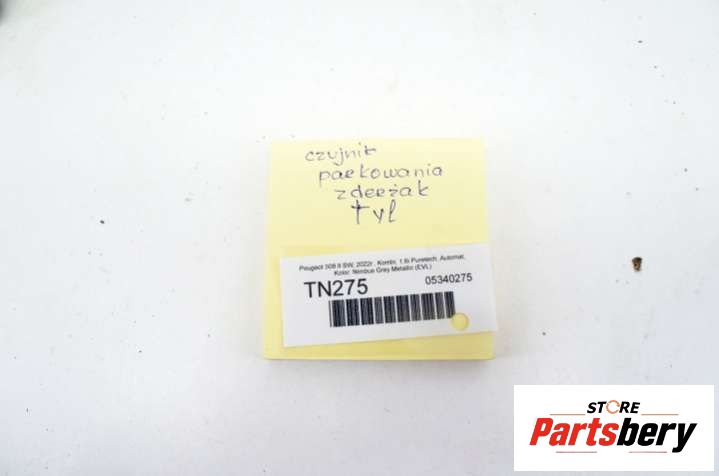 czujnik
parkowania
zderzak
tył
Peugeot 508 II SW, 2022r., Kombi, 1.6i Puretech, Automat,
Kolor: Nimbus Grey Metallic (EVL)
TN275 05340275
STORE
Partsbery